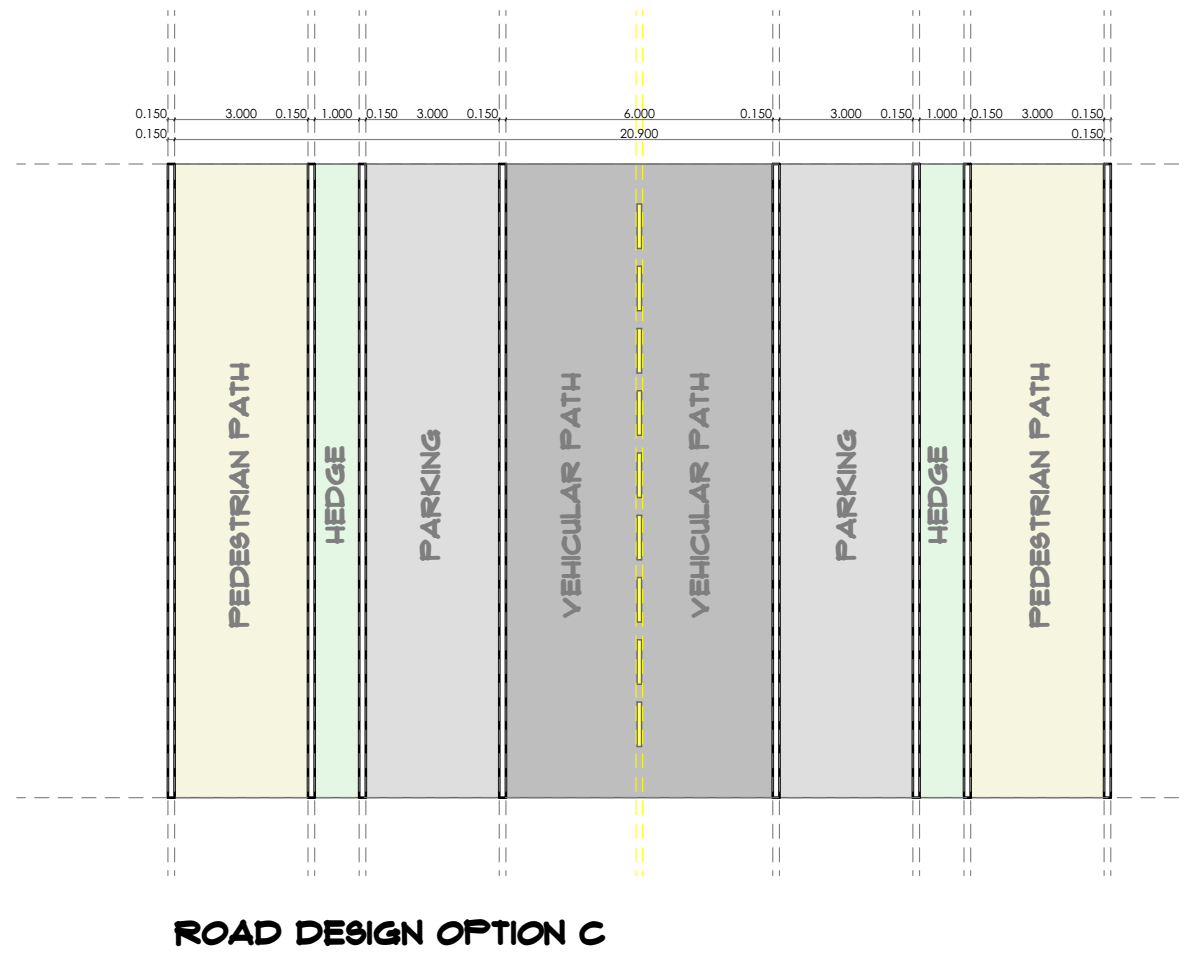 0.150 3.000 0.150 1.000 0.150 3.000 0.150 6.000 0.150 3.000 0.150 1.000 0.150 3.000 0.150
0.150 20.900 0.150
PEDESTRIAN PATH
HEDGE
PARKING
VEHICULAR PATH
VEHICULAR PATH
PARKING
HEDGE
PEDESTRIAN PATH
ROAD DESIGN OPTION C